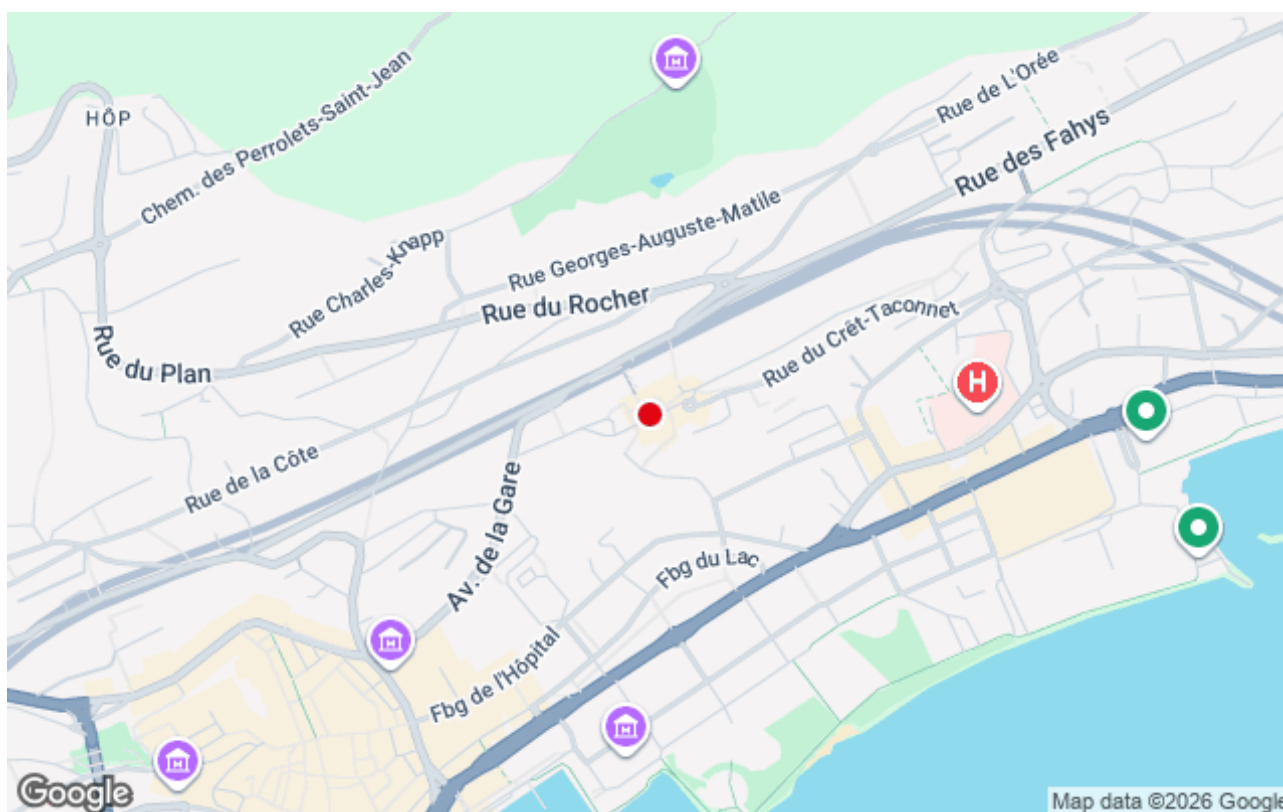 HÔP
Chem. des Perrolets-Saint-Jean
Rue de L'Orée
Rue des Fahys
Rue Georges-Auguste-Matile
Rue Charles-Knapp
Rue du Rocher
Rue du Plan
Rue du Crêt-Taconnet
H
Rue de la Côte
Av. de la Gare
Fbg du Lac
Fbg de l'Hôpital
Google
Map data ©2026 Google